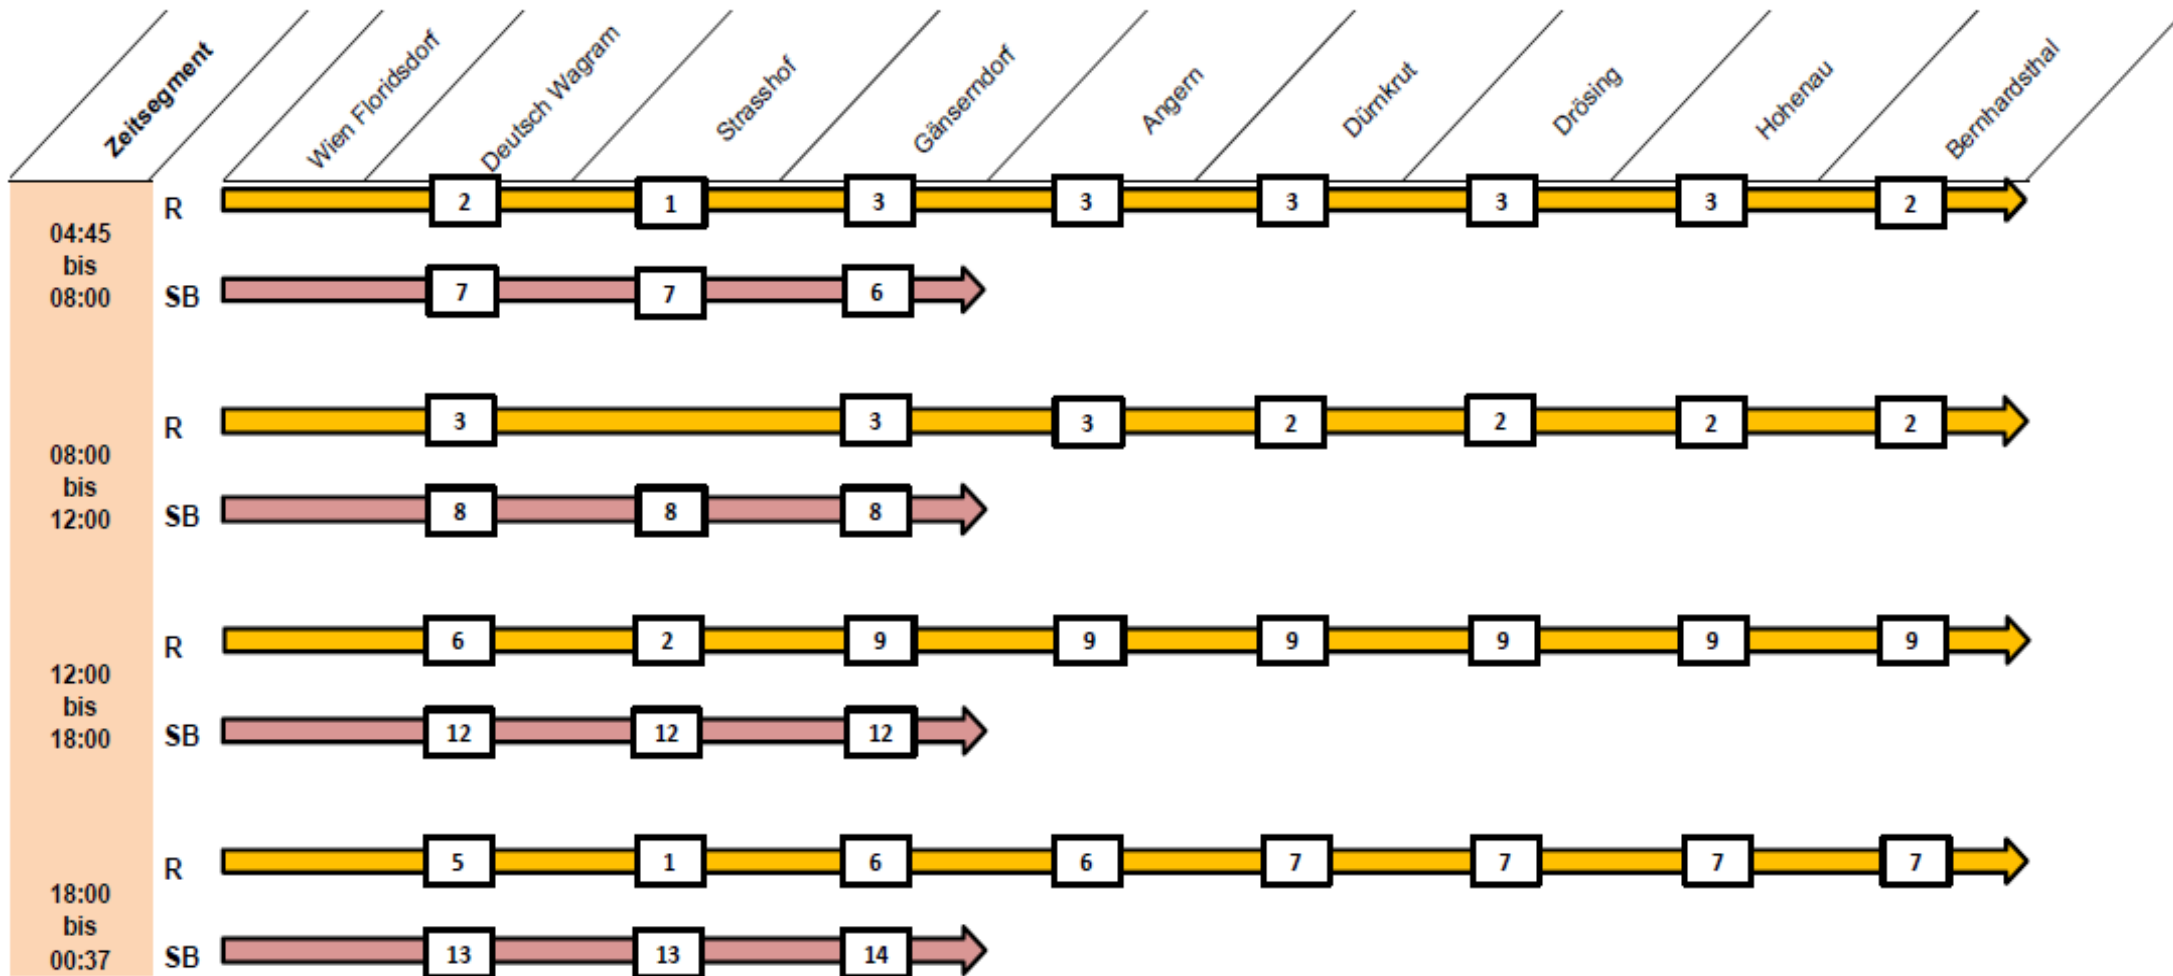 Zeitsegment Wien Floridsdorf Deutsch Wagram Strasshof Gänserndorf Angern Dürnkrut Drösing Hohenau Bernhardsthal
04:45
bis
08:00
R 2 1 3 3 3 3 3 2
SB 7 7 6
08:00
bis
12:00
R 3 3 3 2 2 2 2
SB 8 8 8
12:00
bis
18:00
R 6 2 9 9 9 9 9 9
SB 12 12 12
18:00
bis
00:37
R 5 1 6 6 7 7 7 7
SB 13 13 14